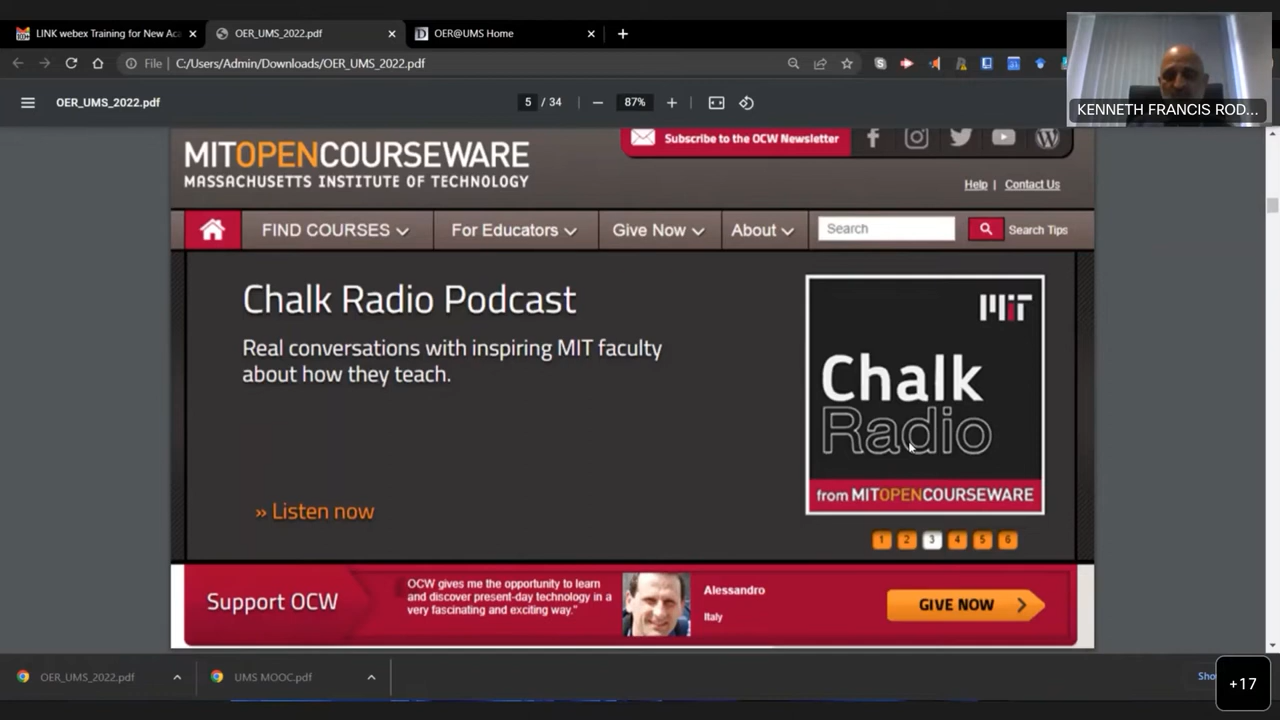 LINK webex Training for New Aca
OER_UMS_2022.pdf
OER@UMS Home
File
C:/Users/Admin/Downloads/OER_UMS_2022.pdf
KENNETH FRANCIS ROD...
OER_UMS_2022.pdf
5 / 34
87%
MITOPENCOURSEWARE
MASSACHUSETTS INSTITUTE OF TECHNOLOGY
Subscribe to the OCW Newsletter
Help | Contact Us
FIND COURSES
For Educators
Give Now
About
Search
Search Tips
Chalk Radio Podcast
Real conversations with inspiring MIT faculty
about how they teach.
» Listen now
MIT
Chalk
Radio
from MITOPENCOURSEWARE
1 2 3 4 5 6
Support OCW
OCW gives me the opportunity to learn
and discover present-day technology in a
very fascinating and exciting way."
Alessandro
Italy
GIVE NOW
OER_UMS_2022.pdf
UMS MOOC.pdf
Sho
+17